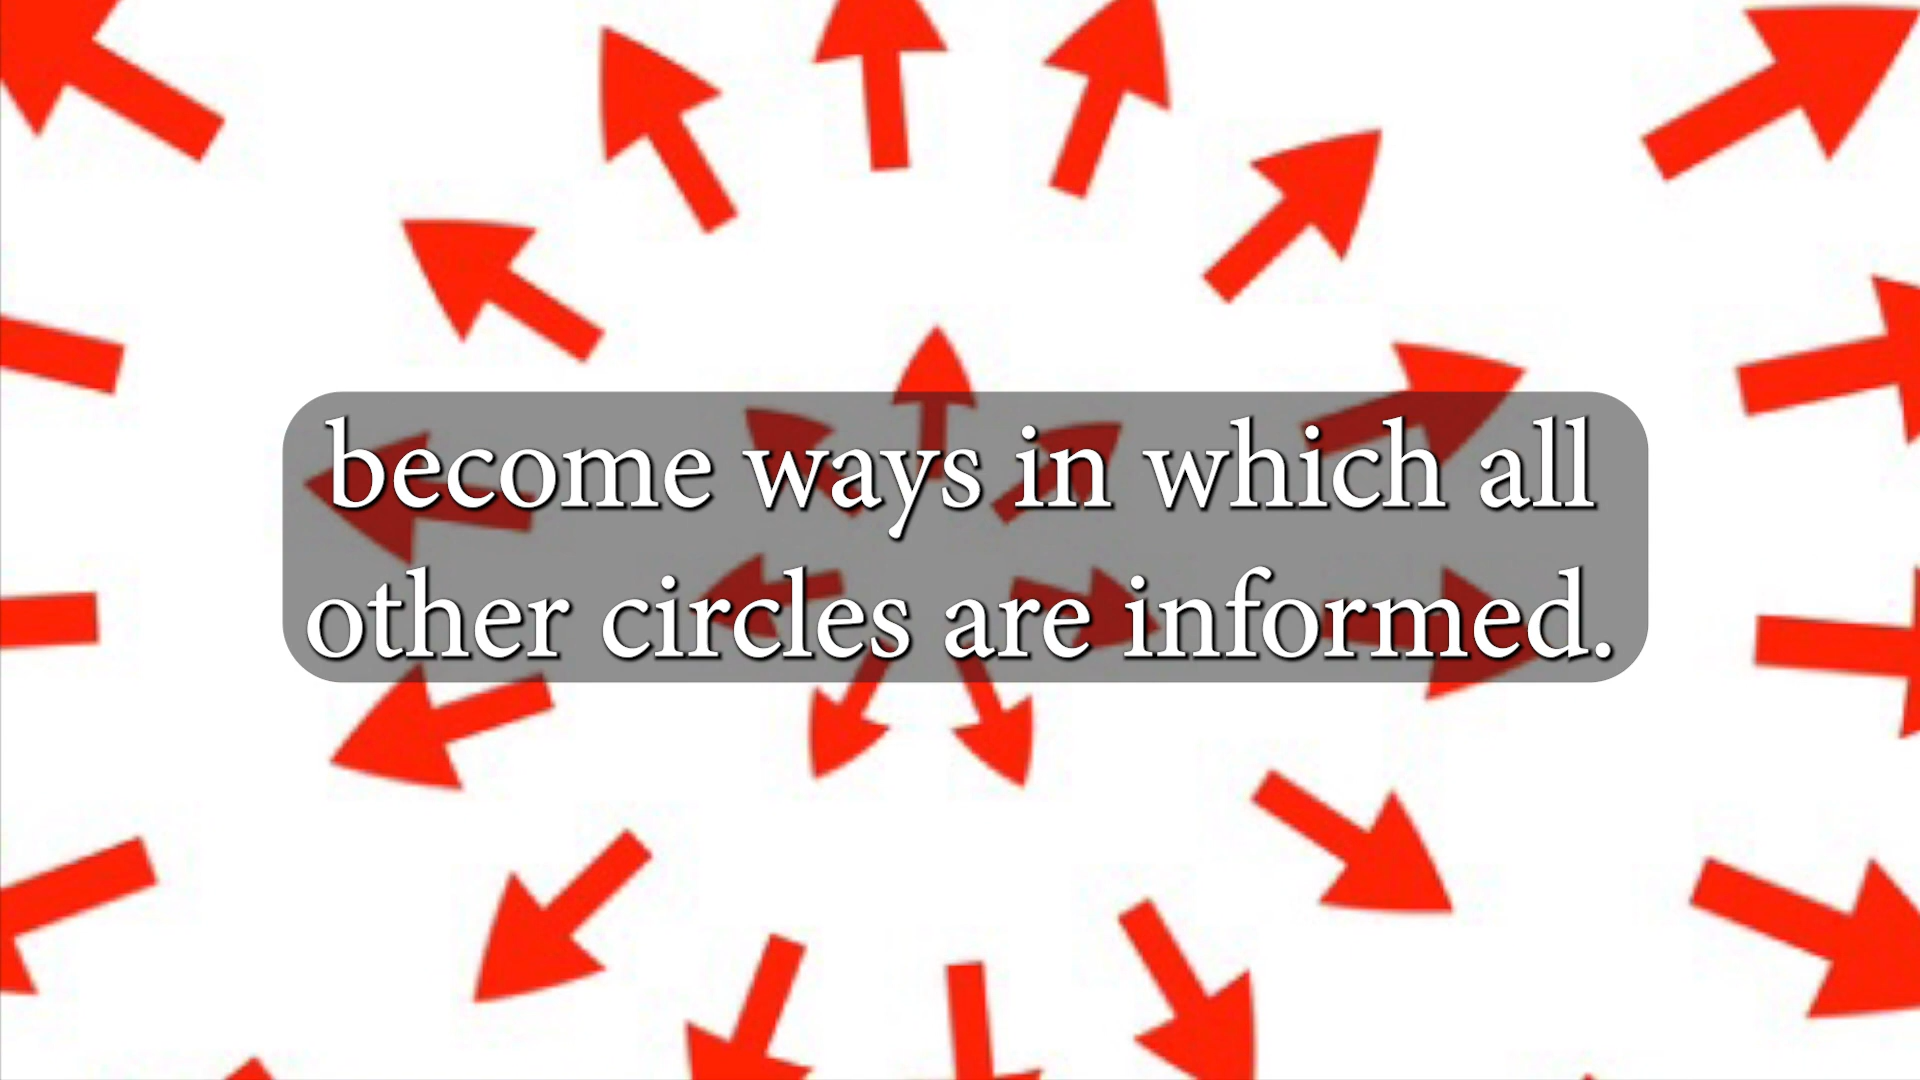 become ways in which all
other circles are informed.